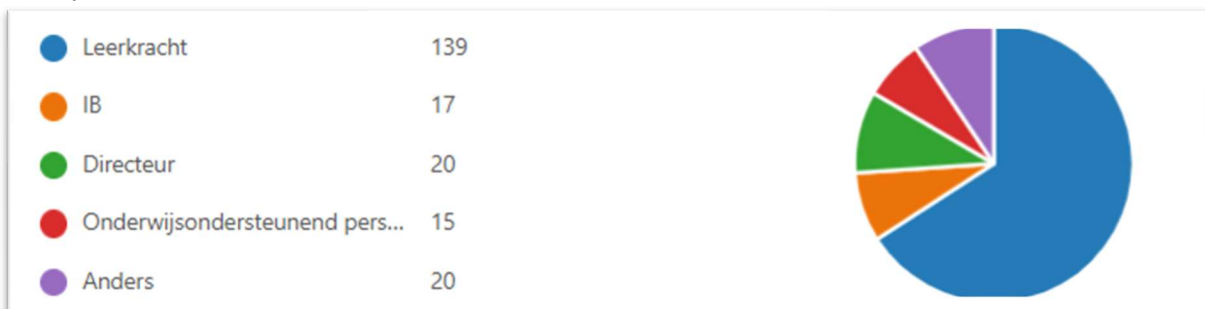 Leerkracht 139
IB 17
Directeur 20
Onderwijsondersteunend pers... 15
Anders 20